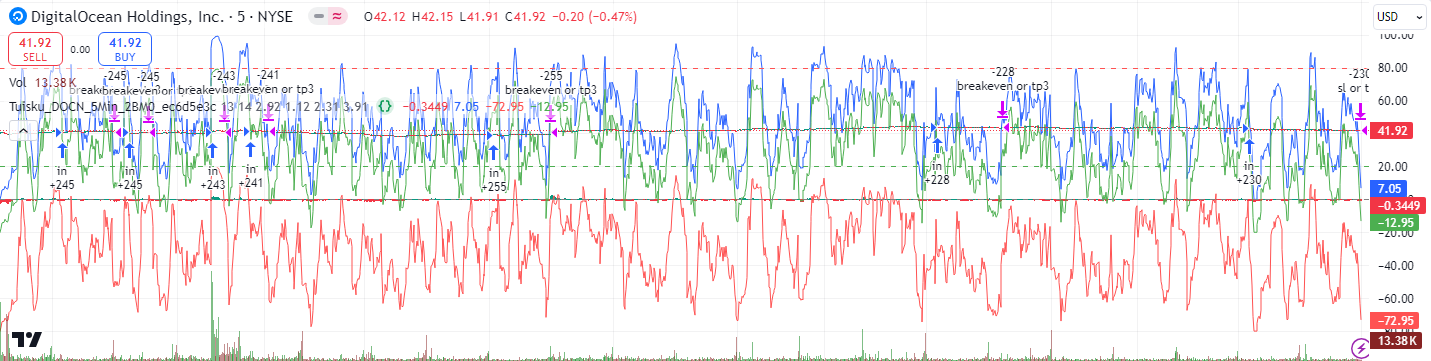 DigitalOcean Holdings, Inc. · 5 · NYSE
O42.12 H42.15 L41.91 C41.92 −0.20 (−0.47%)
USD
41.92
SELL
0.00
41.92
BUY
Vol 13.38K
Tuisku_DOCN_5Min_2BM0_ec6d5e3c 13 14 2.92 1.12 2.31 3.91
−0.3449 7.05 −72.95 −12.95
-245
-245
-243
-241
breakeven or tp3
-255
breakeven or tp3
-228
breakeven or tp3
-230
sl or t
in
+245
in
+245
in
+243
in
+241
in
+255
in
+228
in
+230
100.00
80.00
60.00
41.92
20.00
7.05
−0.3449
−12.95
−20.00
−40.00
−60.00
−72.95
13.38K